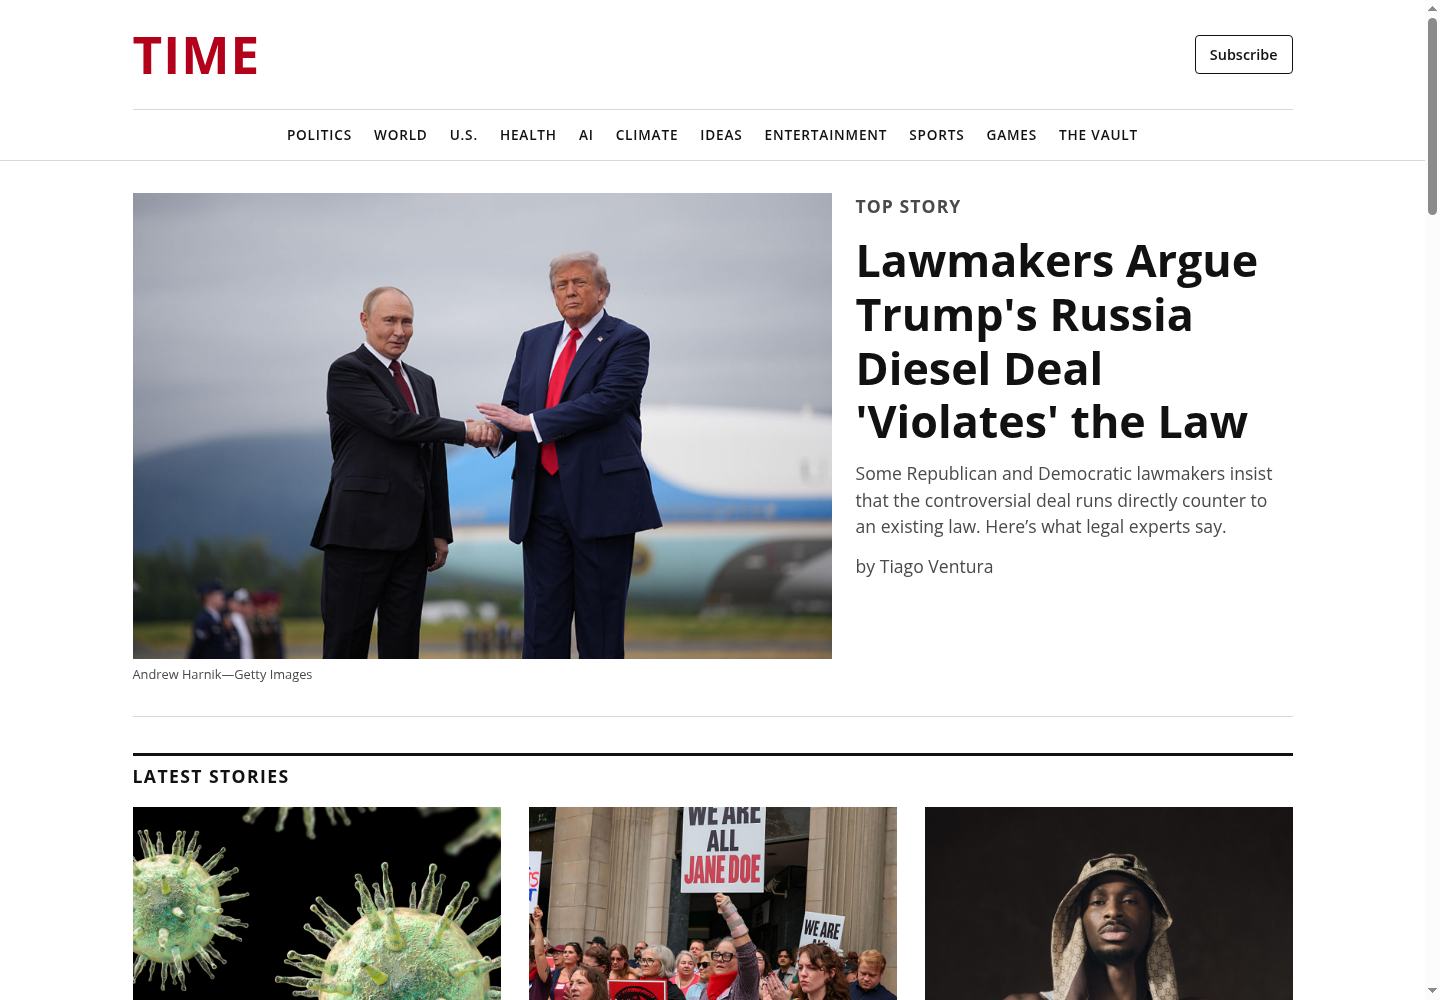 TIME
Subscribe
POLITICS WORLD U.S. HEALTH AI CLIMATE IDEAS ENTERTAINMENT SPORTS GAMES THE VAULT
TOP STORY
Lawmakers Argue
Trump's Russia
Diesel Deal
'Violates' the Law
Some Republican and Democratic lawmakers insist
that the controversial deal runs directly counter to
an existing law. Here’s what legal experts say.
by Tiago Ventura
Andrew Harnik—Getty Images
LATEST STORIES
WE ARE
ALL
JANE DOE
WE ARE